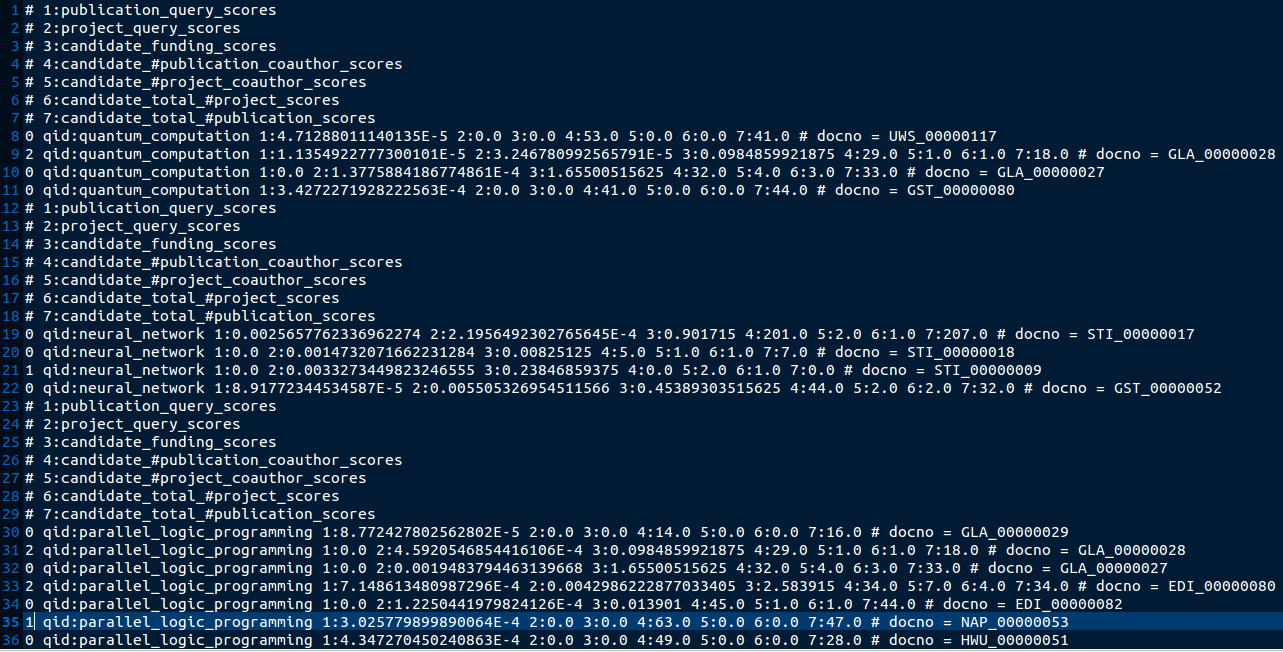 1 # 1:publication_query_scores
2 # 2:project_query_scores
3 # 3:candidate_funding_scores
4 # 4:candidate_#publication_coauthor_scores
5 # 5:candidate_#project_coauthor_scores
6 # 6:candidate_total_#project_scores
7 # 7:candidate_total_#publication_scores
8 0 qid:quantum_computation 1:4.71288011140135E-5 2:0.0 3:0.0 4:53.0 5:0.0 6:0.0 7:41.0 # docno = UWS_00000117
9 2 qid:quantum_computation 1:1.1354922777300101E-5 2:3.246780992565791E-5 3:0.0984859921875 4:29.0 5:1.0 6:1.0 7:18.0 # docno = GLA_00000028
10 0 qid:quantum_computation 1:0.0 2:1.3775884186774861E-4 3:1.65500515625 4:32.0 5:4.0 6:3.0 7:33.0 # docno = GLA_00000027
11 0 qid:quantum_computation 1:3.4272271928222563E-4 2:0.0 3:0.0 4:41.0 5:0.0 6:0.0 7:44.0 # docno = GST_00000080
12 # 1:publication_query_scores
13 # 2:project_query_scores
14 # 3:candidate_funding_scores
15 # 4:candidate_#publication_coauthor_scores
16 # 5:candidate_#project_coauthor_scores
17 # 6:candidate_total_#project_scores
18 # 7:candidate_total_#publication_scores
19 0 qid:neural_network 1:0.0025657762336962274 2:2.1956492302765645E-4 3:0.901715 4:201.0 5:2.0 6:1.0 7:207.0 # docno = STI_00000017
20 0 qid:neural_network 1:0.0 2:0.0014732071662231284 3:0.00825125 4:5.0 5:1.0 6:1.0 7:7.0 # docno = STI_00000018
21 1 qid:neural_network 1:0.0 2:0.0033273449823246555 3:0.23846859375 4:0.0 5:2.0 6:1.0 7:0.0 # docno = STI_00000009
22 0 qid:neural_network 1:8.91772344534587E-5 2:0.005505326954511566 3:0.45389303515625 4:44.0 5:2.0 6:2.0 7:32.0 # docno = GST_00000052
23 # 1:publication_query_scores
24 # 2:project_query_scores
25 # 3:candidate_funding_scores
26 # 4:candidate_#publication_coauthor_scores
27 # 5:candidate_#project_coauthor_scores
28 # 6:candidate_total_#project_scores
29 # 7:candidate_total_#publication_scores
30 0 qid:parallel_logic_programming 1:8.772427802562802E-5 2:0.0 3:0.0 4:14.0 5:0.0 6:0.0 7:16.0 # docno = GLA_00000029
31 2 qid:parallel_logic_programming 1:0.0 2:4.5920546854416106E-4 3:0.0984859921875 4:29.0 5:1.0 6:1.0 7:18.0 # docno = GLA_00000028
32 0 qid:parallel_logic_programming 1:0.0 2:0.0019483794463139668 3:1.65500515625 4:32.0 5:4.0 6:3.0 7:33.0 # docno = GLA_00000027
33 2 qid:parallel_logic_programming 1:7.148613480987296E-4 2:0.0042986222877033405 3:2.583915 4:34.0 5:7.0 6:4.0 7:34.0 # docno = EDI_00000080
34 0 qid:parallel_logic_programming 1:0.0 2:1.2250441979824126E-4 3:0.013901 4:45.0 5:1.0 6:1.0 7:44.0 # docno = EDI_00000082
35 1 qid:parallel_logic_programming 1:3.025779899890064E-4 2:0.0 3:0.0 4:63.0 5:0.0 6:0.0 7:47.0 # docno = NAP_00000053
36 0 qid:parallel_logic_programming 1:4.347270450240863E-4 2:0.0 3:0.0 4:49.0 5:0.0 6:0.0 7:28.0 # docno = HWU_00000051